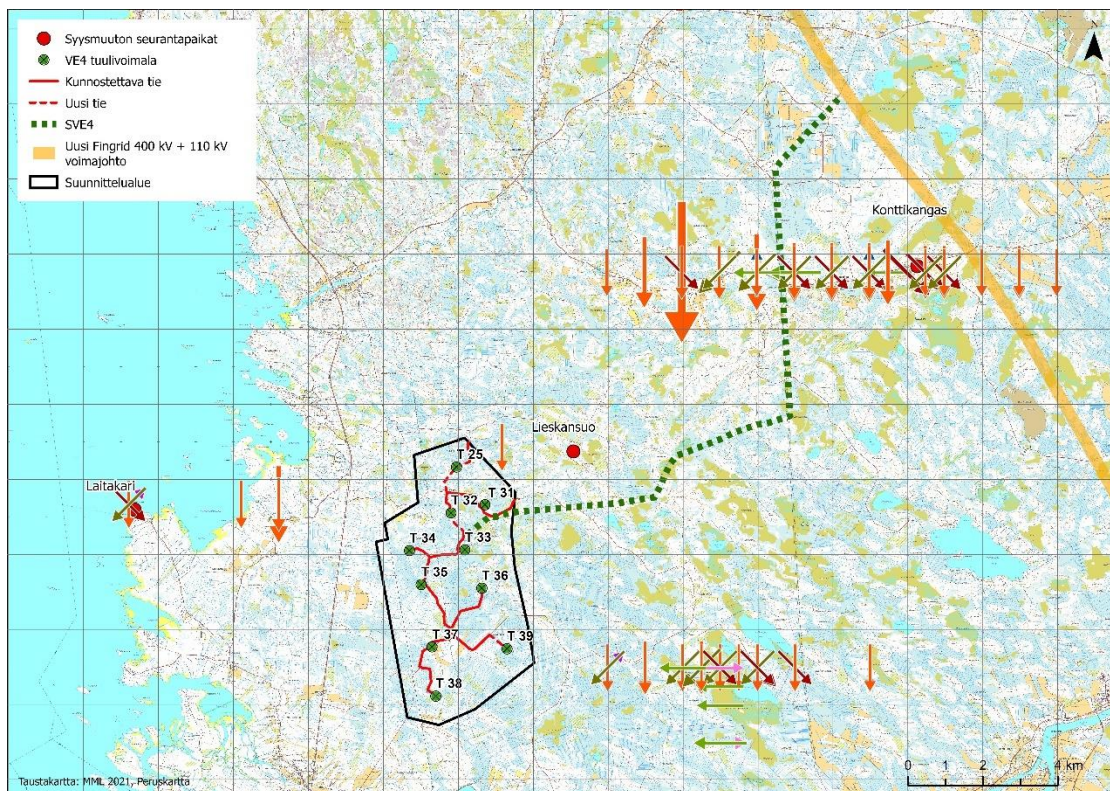 Syysmuuton seurantapaikat
VE4 tuulivoimala
Kunnostettava tie
Uusi tie
SVE4
Uusi Fingrid 400 kV + 110 kV
voimajohto
Suunnittelualue
N
Konttikangas
Lieskansuo
Laitakari
T 25
T 31
T 32
T 33
T 34
T 35
T 36
T 37
T 39
T 38
Taustakartta: MML 2021, Peruskartta
0 1 2 4 km